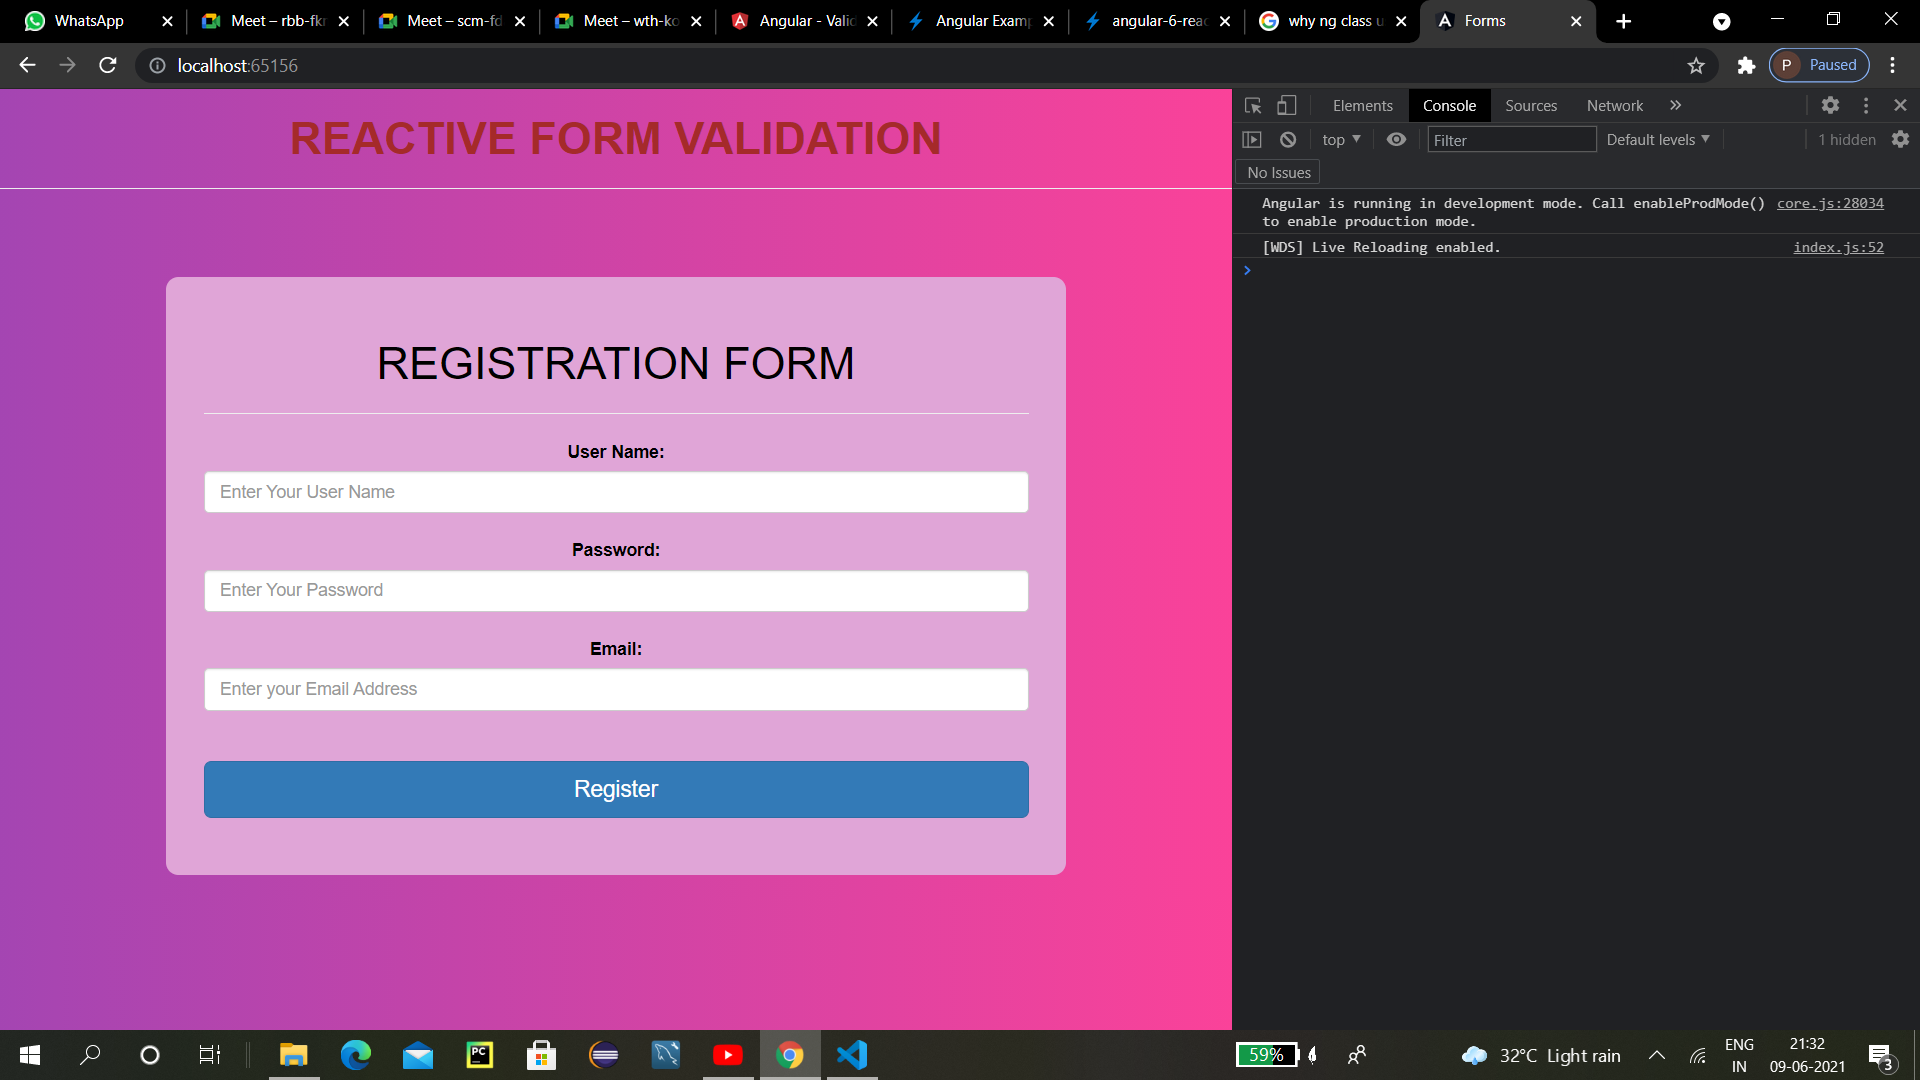 WhatsApp
Meet – rbb-fkr
Meet – scm-fd
Meet – wth-ko
Angular - Valid
Angular Examp
angular-6-reac
why ng class u
Forms
localhost:65156
P Paused
REACTIVE FORM VALIDATION
REGISTRATION FORM
User Name:
Enter Your User Name
Password:
Enter Your Password
Email:
Enter your Email Address
Register
Elements Console Sources Network »
top Filter Default levels 1 hidden
No Issues
Angular is running in development mode. Call enableProdMode() core.js:28034
to enable production mode.
[WDS] Live Reloading enabled. index.js:52
PC
59%
32°C Light rain
ENG
IN
21:32
09-06-2021
3